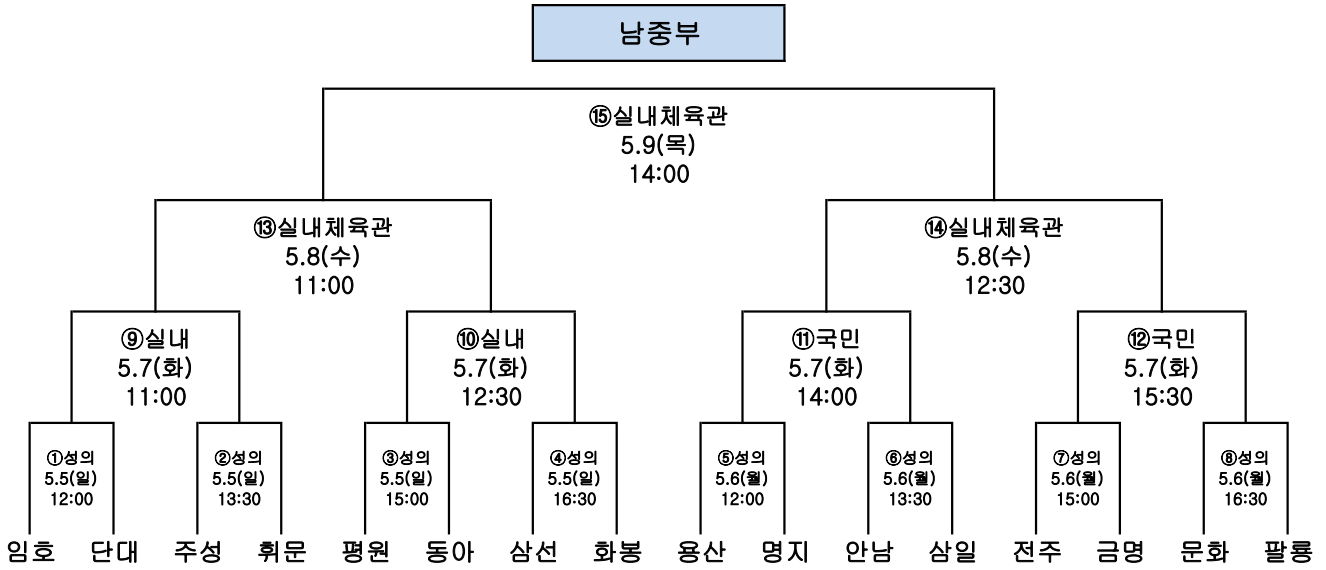 남중부
⑮실내체육관
5.9(목)
14:00
⑬실내체육관
5.8(수)
11:00
⑭실내체육관
5.8(수)
12:30
⑨실내
5.7(화)
11:00
⑩실내
5.7(화)
12:30
⑪국민
5.7(화)
14:00
⑫국민
5.7(화)
15:30
①성의
5.5(일)
12:00
②성의
5.5(일)
13:30
③성의
5.5(일)
15:00
④성의
5.5(일)
16:30
⑤성의
5.6(월)
12:00
⑥성의
5.6(월)
13:30
⑦성의
5.6(월)
15:00
⑧성의
5.6(월)
16:30
임호 단대 주성 휘문 평원 동아 삼선 화봉 용산 명지 안남 삼일 전주 금명 문화 팔룡